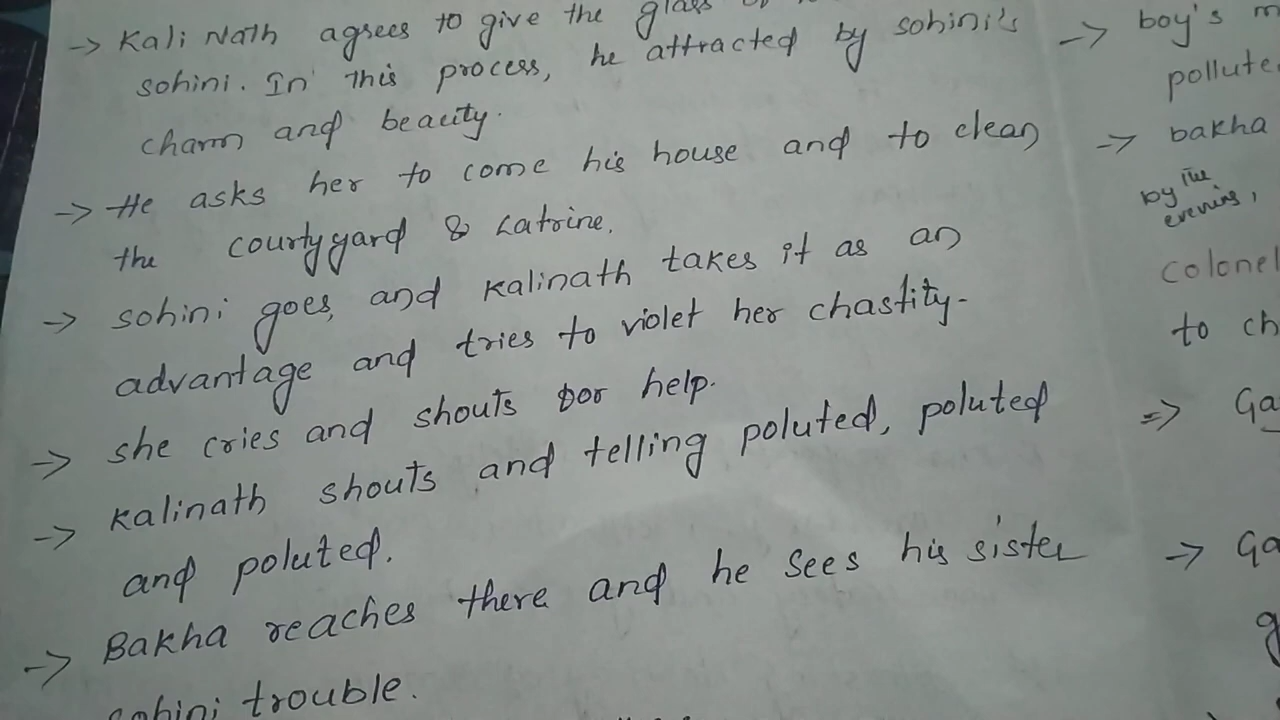 -> Kali Nath agrees to give the glass
sohini. In this process, he attracted by sohini's
charm and beauty.
-> He asks her to come his house and to clean
the courtygard & Latrine.
-> sohini goes, and Kalinath takes it as an
advantage and tries to violet her chastity-
-> she cries and shouts for help.
-> Kalinath shouts and telling poluted, poluted
and poluted.
-> Bakha reaches there and he sees his sister
sohini trouble.
-> boy's
pollute
-> bakha
by the
evening,
colonel
to ch
=> Ga
-> Ga
g